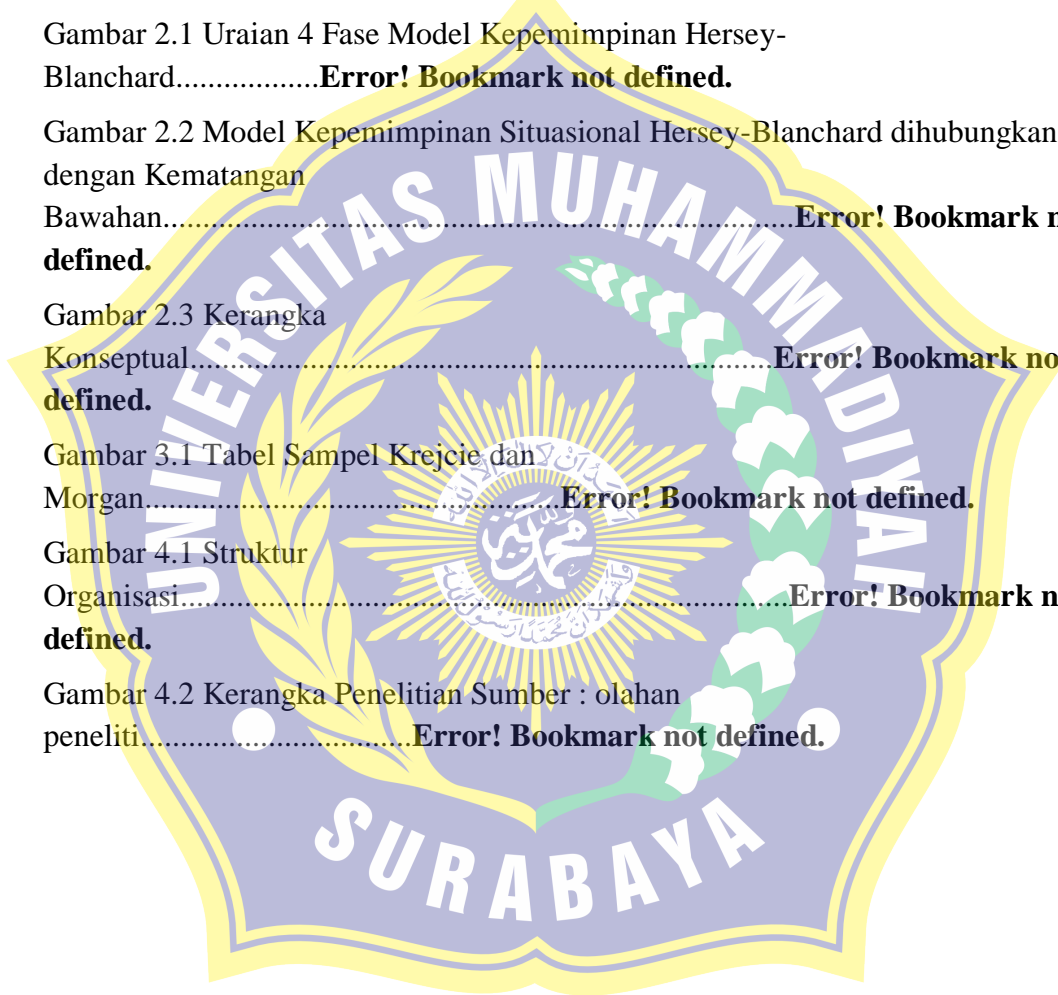 Gambar 2.1 Uraian 4 Fase Model Kepemimpinan Hersey-
Blanchard..................Error! Bookmark not defined.
Gambar 2.2 Model Kepemimpinan Situasional Hersey-Blanchard dihubungkan
dengan Kematangan
Bawahan...............................................................................Error! Bookmark n
defined.
Gambar 2.3 Kerangka
Konseptual.........................................................................Error! Bookmark no
defined.
Gambar 3.1 Tabel Sampel Krejcie dan
Morgan....................................................Error! Bookmark not defined.
Gambar 4.1 Struktur
Organisasi............................................................................Error! Bookmark n
defined.
Gambar 4.2 Kerangka Penelitian Sumber : olahan
peneliti..................................Error! Bookmark not defined.
UNIVERSITAS MUHAMMADIYAH
SURABAYA